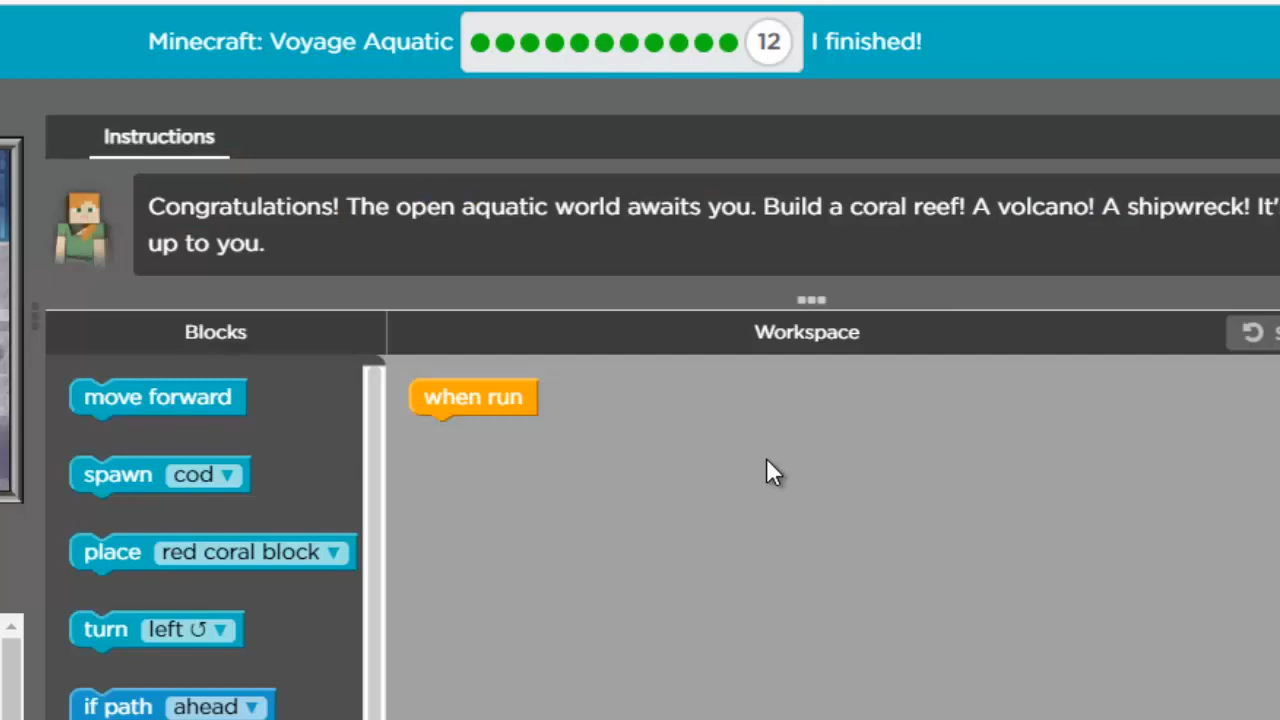 Minecraft: Voyage Aquatic 12 I finished!
Instructions
Congratulations! The open aquatic world awaits you. Build a coral reef! A volcano! A shipwreck! It'
up to you.
Blocks
Workspace
move forward
when run
spawn cod
place red coral block
turn left ↺
if path ahead